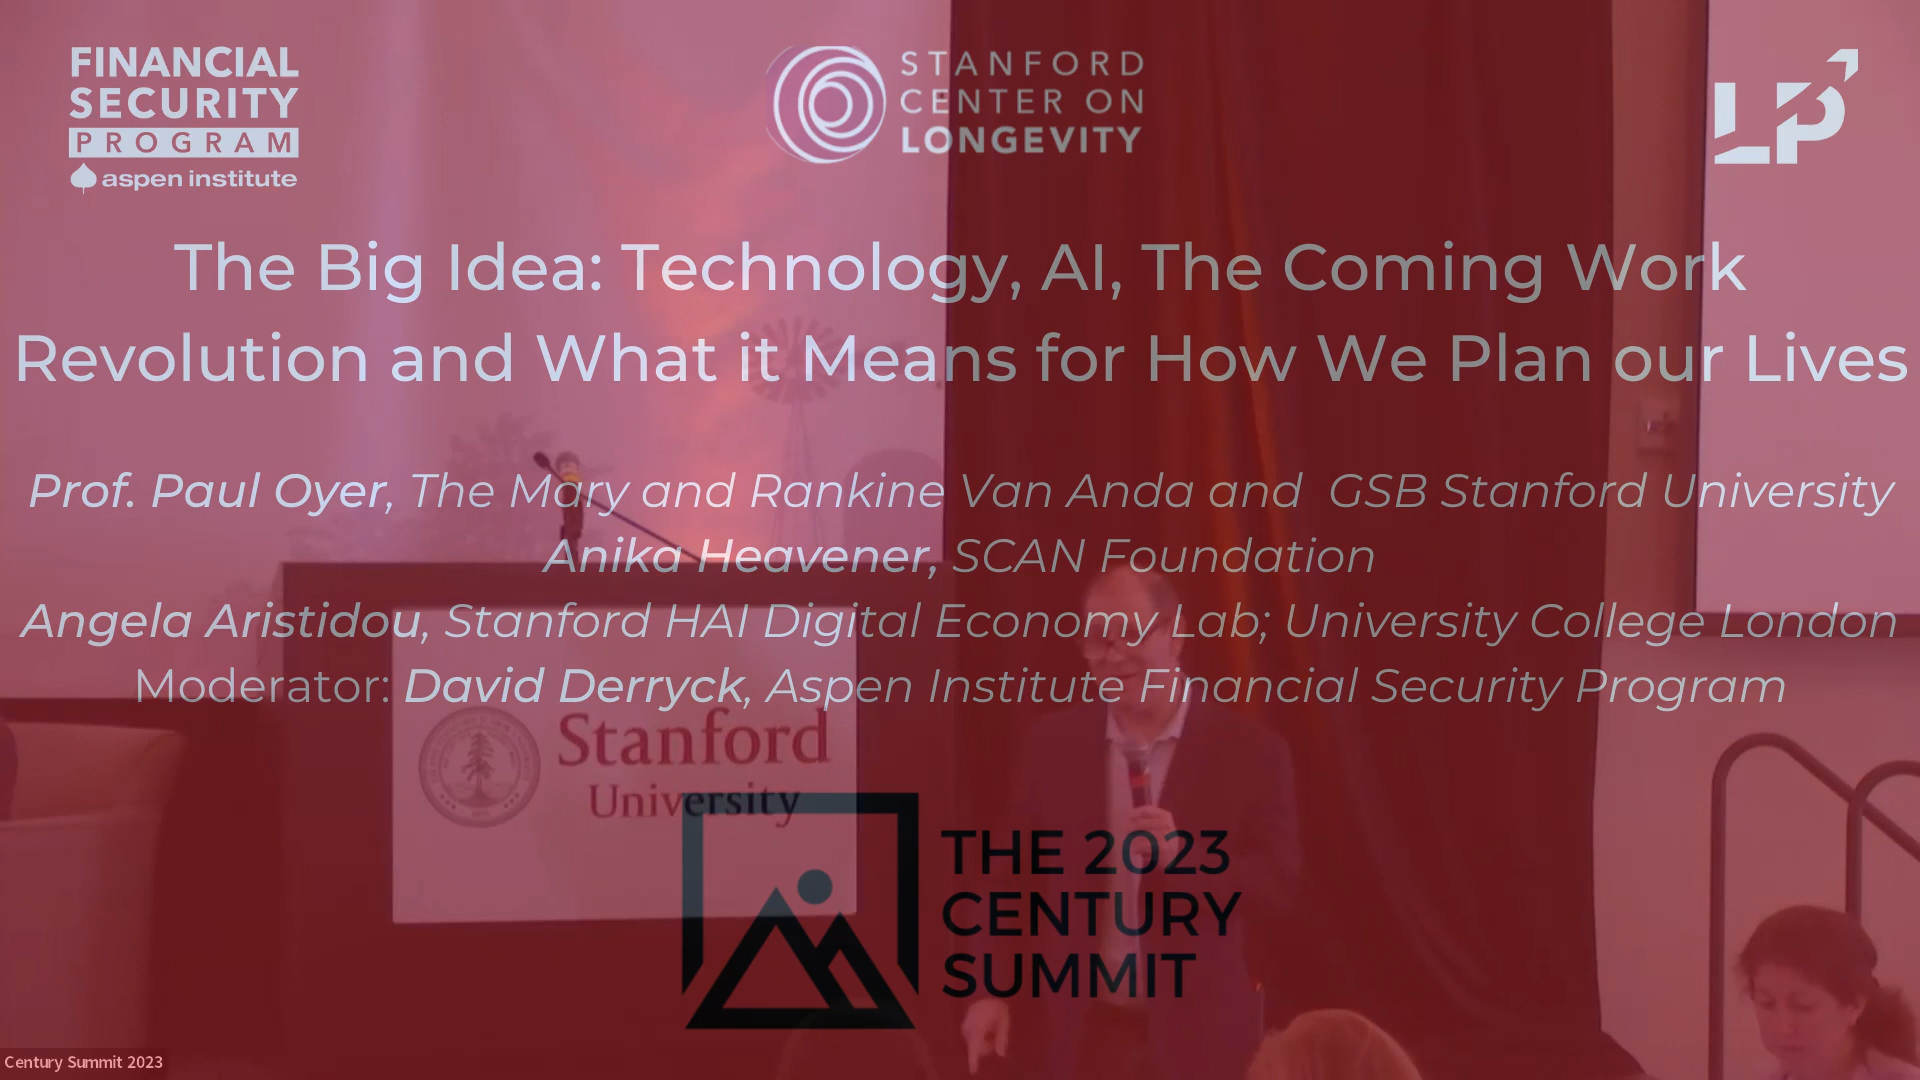 FINANCIAL
SECURITY
PROGRAM
aspen institute
STANFORD
CENTER ON
LONGEVITY
LP
The Big Idea: Technology, AI, The Coming Work
Revolution and What it Means for How We Plan our Lives
Prof. Paul Oyer, The Mary and Rankine Van Anda and GSB Stanford University
Anika Heavener, SCAN Foundation
Angela Aristidou, Stanford HAI Digital Economy Lab; University College London
Moderator: David Derryck, Aspen Institute Financial Security Program
Stanford
University
THE 2023
CENTURY
SUMMIT
Century Summit 2023